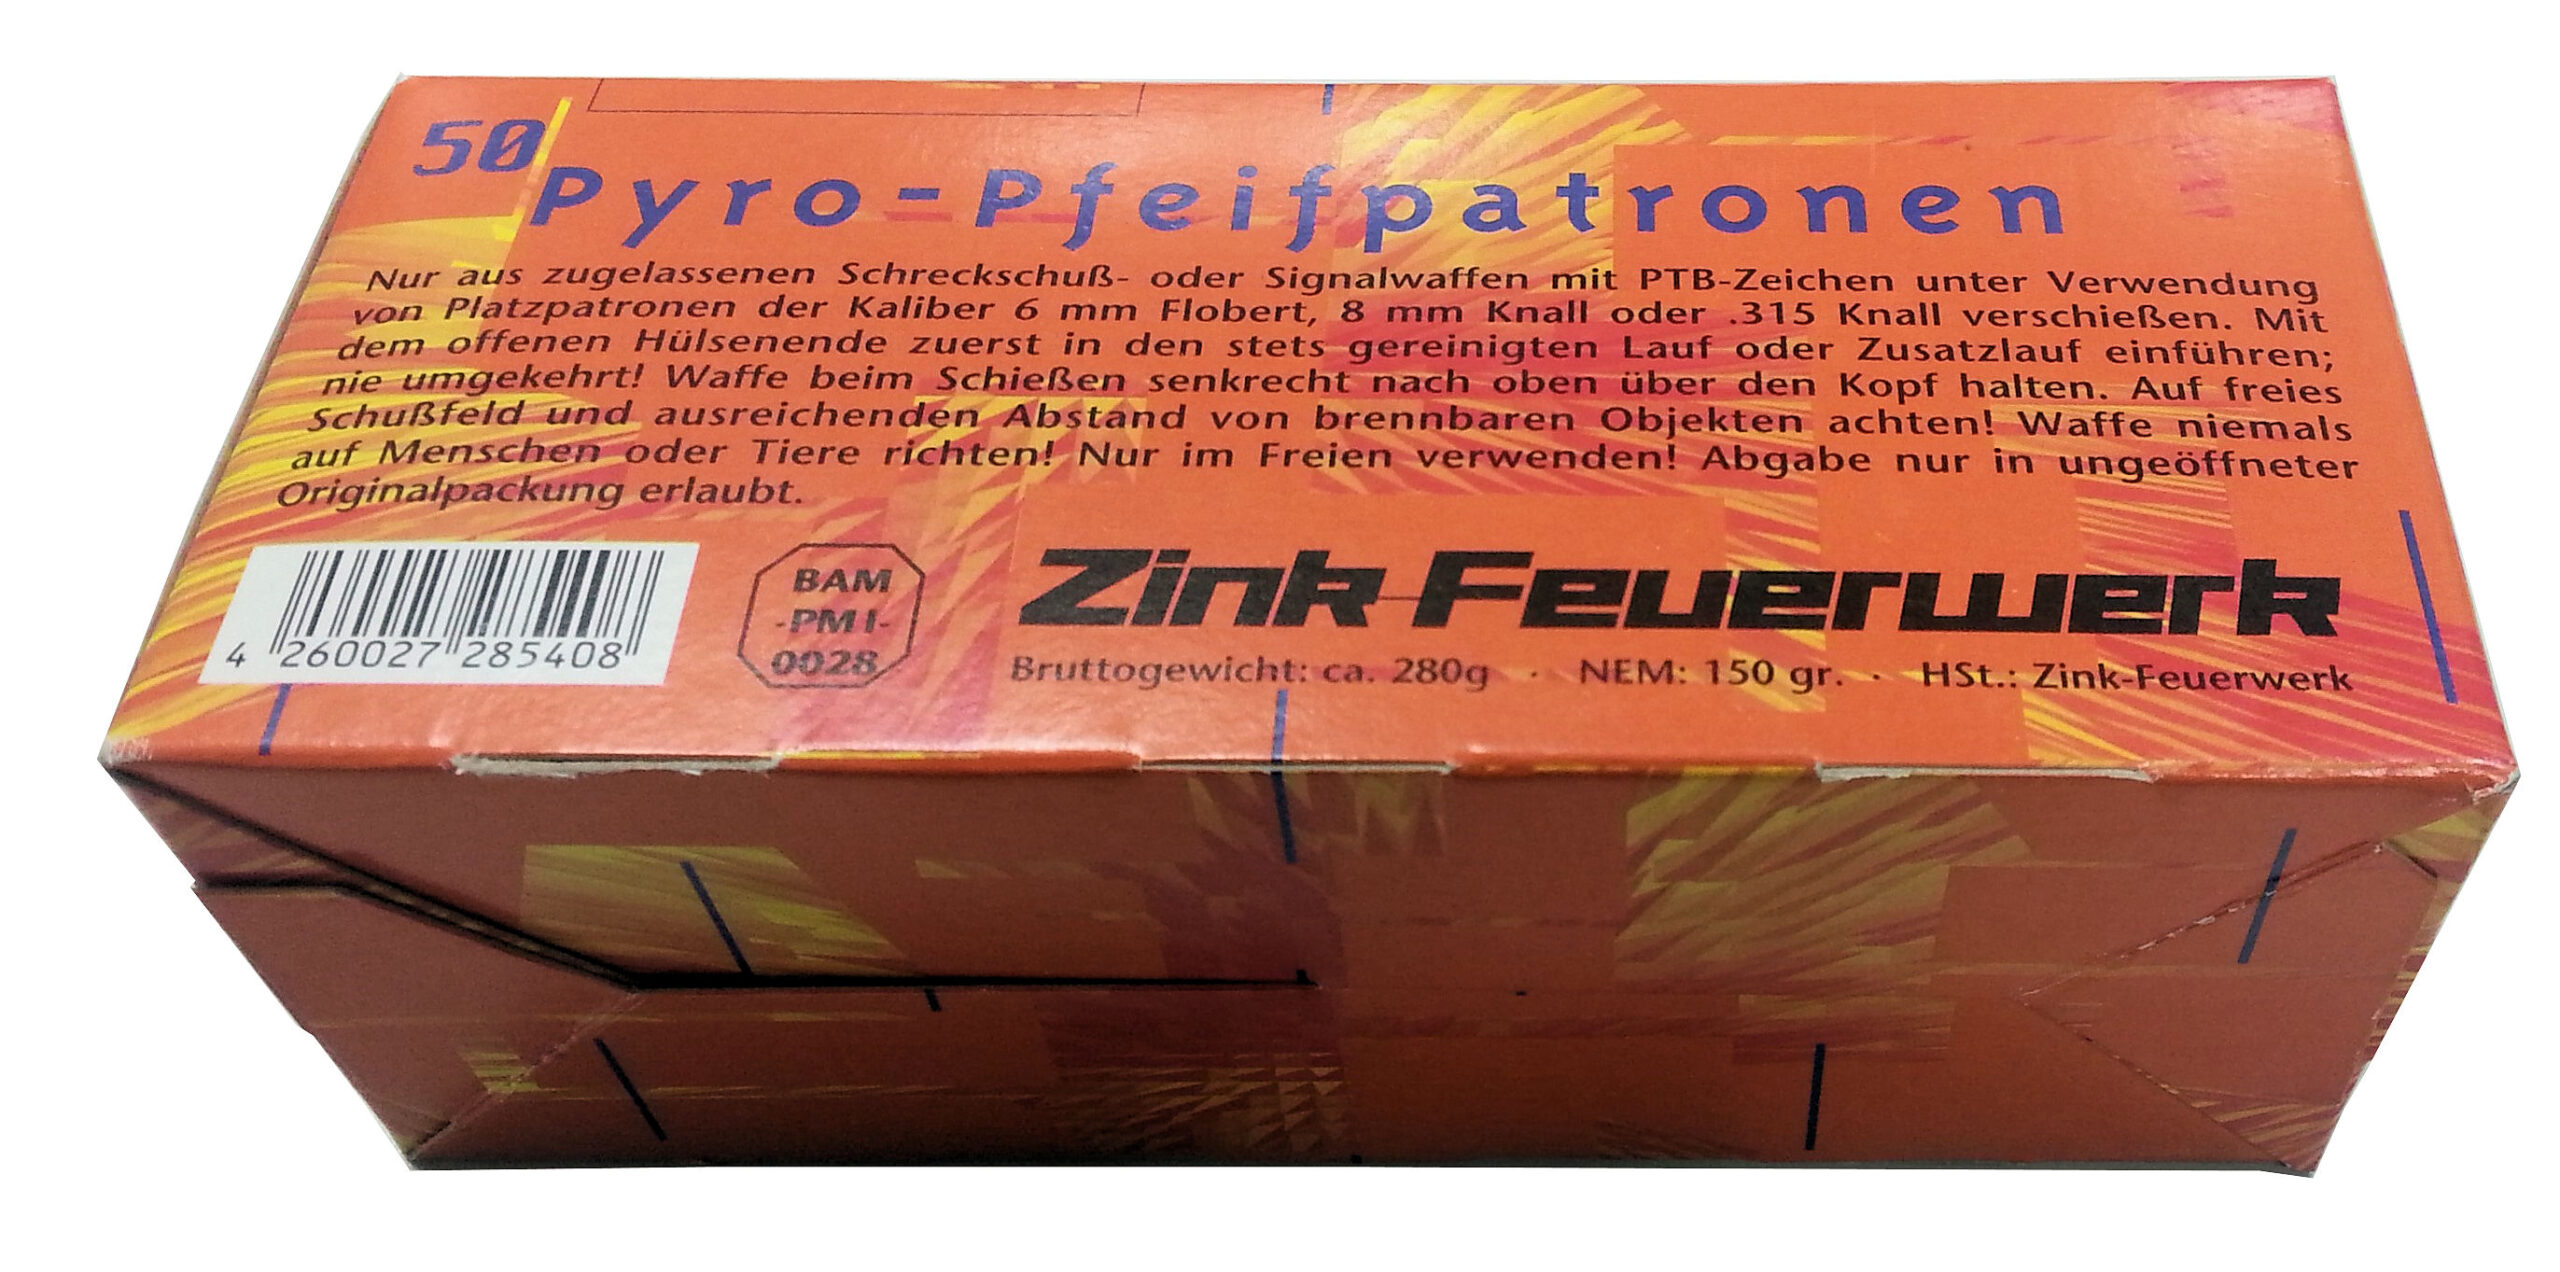 50
Pyro-Pfeifpatronen
Nur aus zugelassenen Schreckschuß- oder Signalwaffen mit PTB-Zeichen unter Verwendung
von Platzpatronen der Kaliber 6 mm Flobert, 8 mm Knall oder .315 Knall verschießen. Mit
dem offenen Hülsenende zuerst in den stets gereinigten Lauf oder Zusatzlauf einführen;
nie umgekehrt! Waffe beim Schießen senkrecht nach oben über den Kopf halten. Auf freies
Schußfeld und ausreichenden Abstand von brennbaren Objekten achten! Waffe niemals
auf Menschen oder Tiere richten! Nur im Freien verwenden! Abgabe nur in ungeöffneter
Originalpackung erlaubt.
4 260027 285408
BAM
-PM I-
0028
Zink-Feuerwerk
Bruttogewicht: ca. 280g · NEM: 150 gr. · HSt.: Zink-Feuerwerk